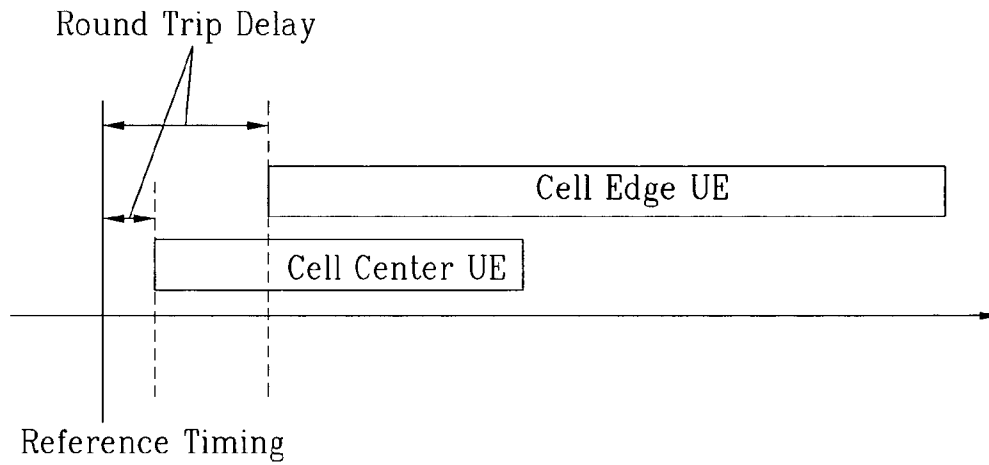 Round Trip Delay
Cell Edge UE
Cell Center UE
Reference Timing